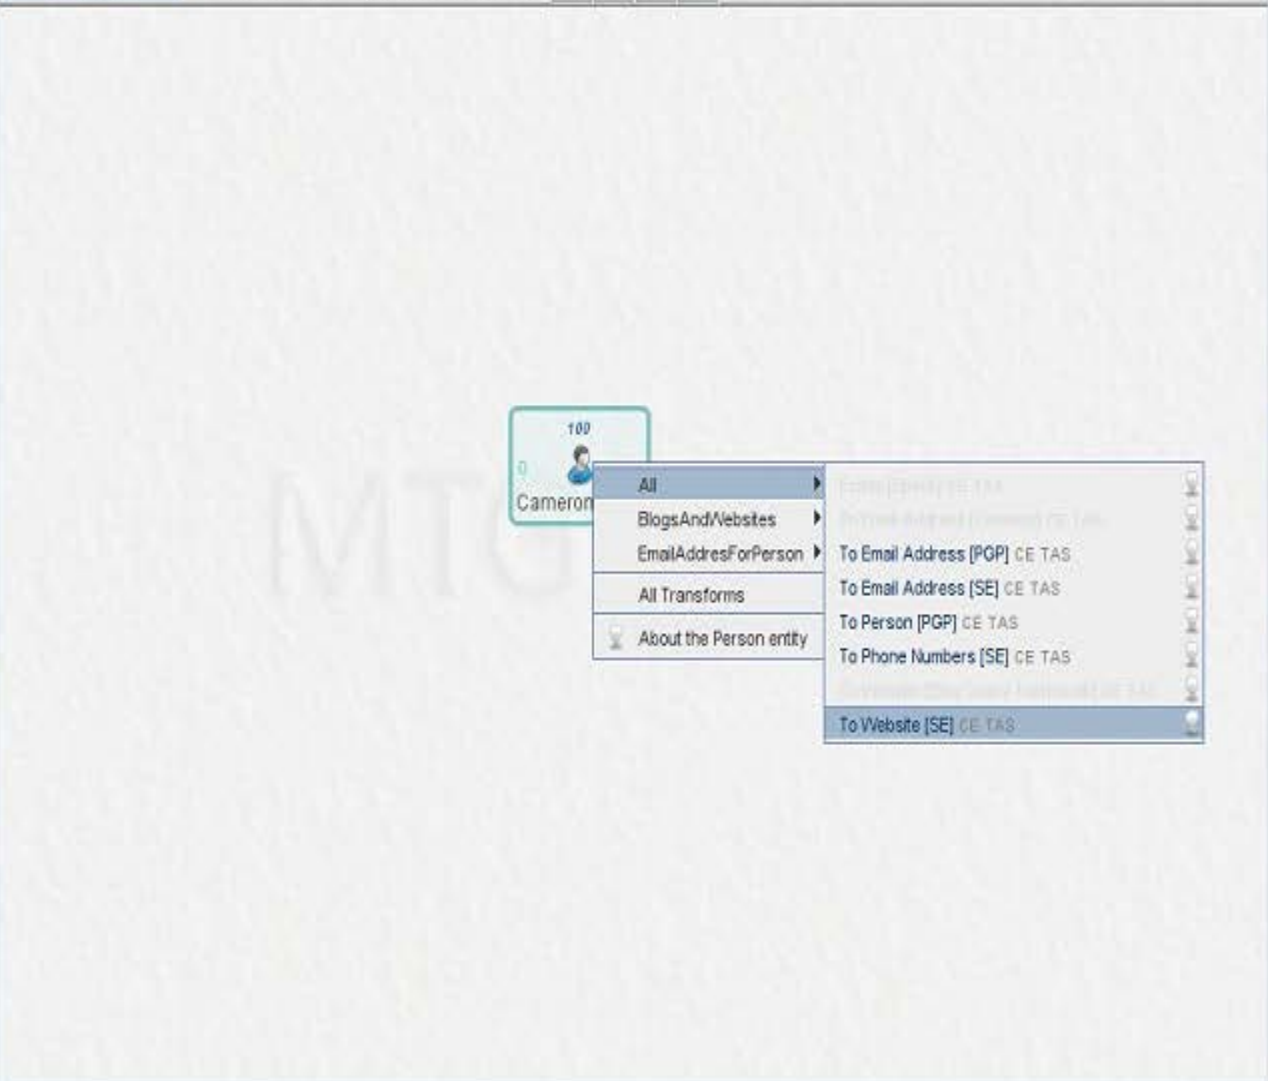 100
0
Cameron
All
BlogsAndWebsites
EmailAddresForPerson
All Transforms
About the Person entity
To Email Address [PGP] CE TAS
To Email Address [SE] CE TAS
To Person [PGP] CE TAS
To Phone Numbers [SE] CE TAS
To Website [SE] CE TAS